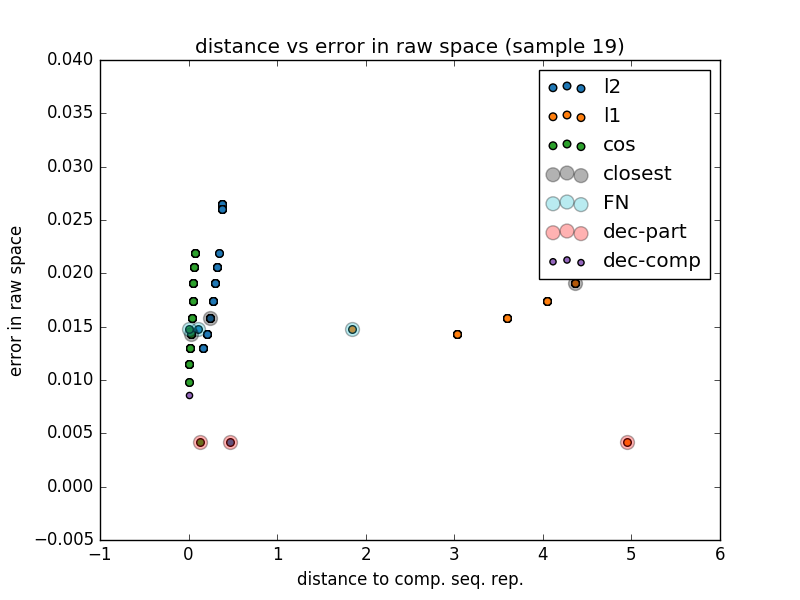 distance vs error in raw space (sample 19)
0.040
0.035
0.030
0.025
0.020
0.015
0.010
0.005
0.000
−0.005
error in raw space
l2
l1
cos
closest
FN
dec-part
dec-comp
−1 0 1 2 3 4 5 6
distance to comp. seq. rep.